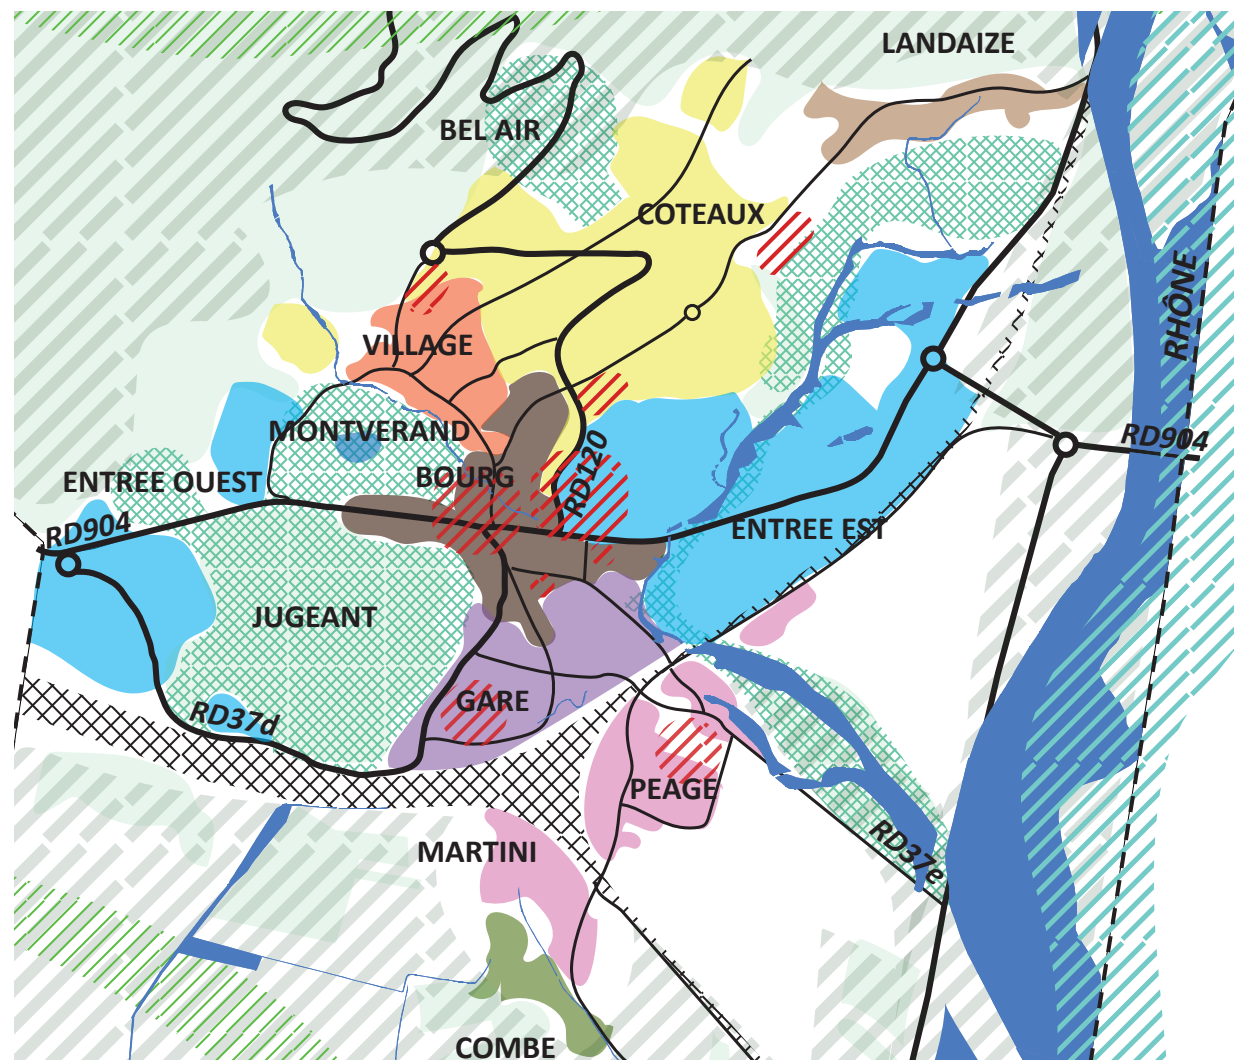 LANDAIZE
BEL AIR
COTEAUX
RHÔNE
VILLAGE
MONTVERAND
RD904
BOURG
RD120
ENTREE OUEST
RD904
ENTREE EST
JUGEANT
GARE
RD37d
PEAGE
MARTINI
RD37e
COMBE